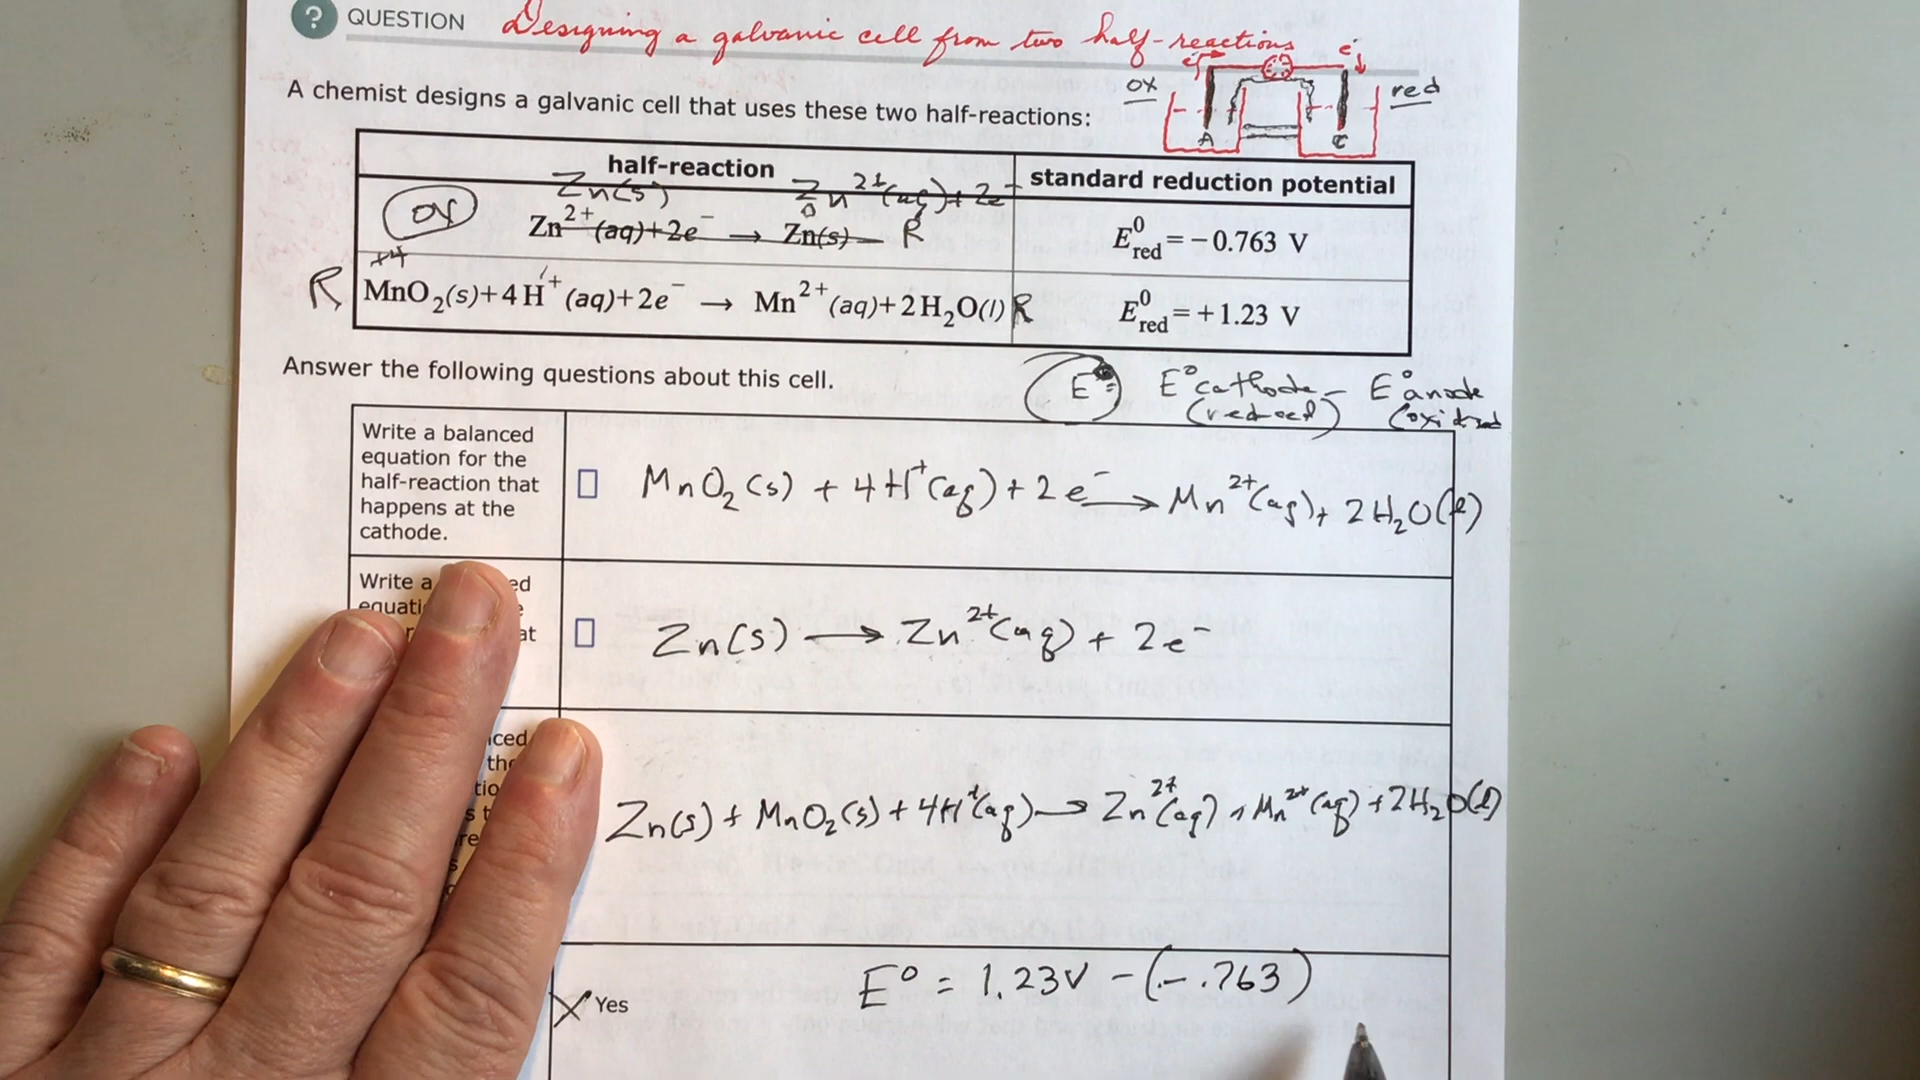 ? QUESTION Designing a galvanic cell from two half-reactions
e⁻ e⁻
ox red
A C
A chemist designs a galvanic cell that uses these two half-reactions:
half-reaction standard reduction potential
Zn(s) Zn²⁺(aq)+2e⁻
ox Zn²⁺(aq)+2e⁻ → Zn(s) R E⁰red = −0.763 V
+4
R MnO₂(s)+4H⁺(aq)+2e⁻ → Mn²⁺(aq)+2H₂O(l) R E⁰red = +1.23 V
Answer the following questions about this cell.
E° = E°cathode − E°anode
(reduced)
Write a balanced
equation for the
half-reaction that
happens at the
cathode.
MnO₂(s) + 4H⁺(aq) + 2e⁻ → Mn²⁺(aq) + 2H₂O(l)
Write a
at
Zn(s) → Zn²⁺(aq) + 2e⁻
Zn(s) + MnO₂(s) + 4H⁺(aq) → Zn²⁺(aq) + Mn²⁺(aq) + 2H₂O(l)
X Yes E° = 1.23V − (−.763)